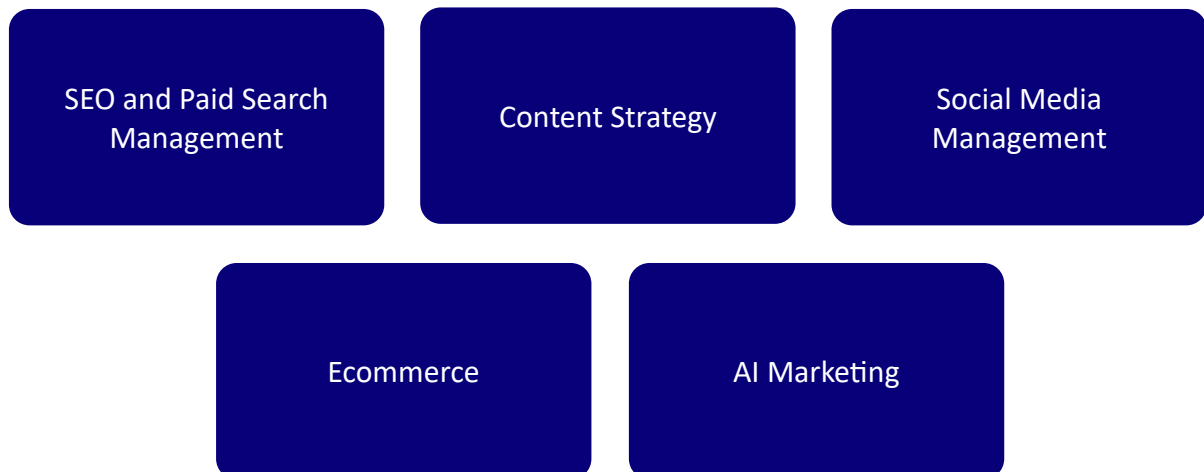 SEO and Paid Search
Management
Content Strategy
Social Media
Management
Ecommerce
AI Marketing